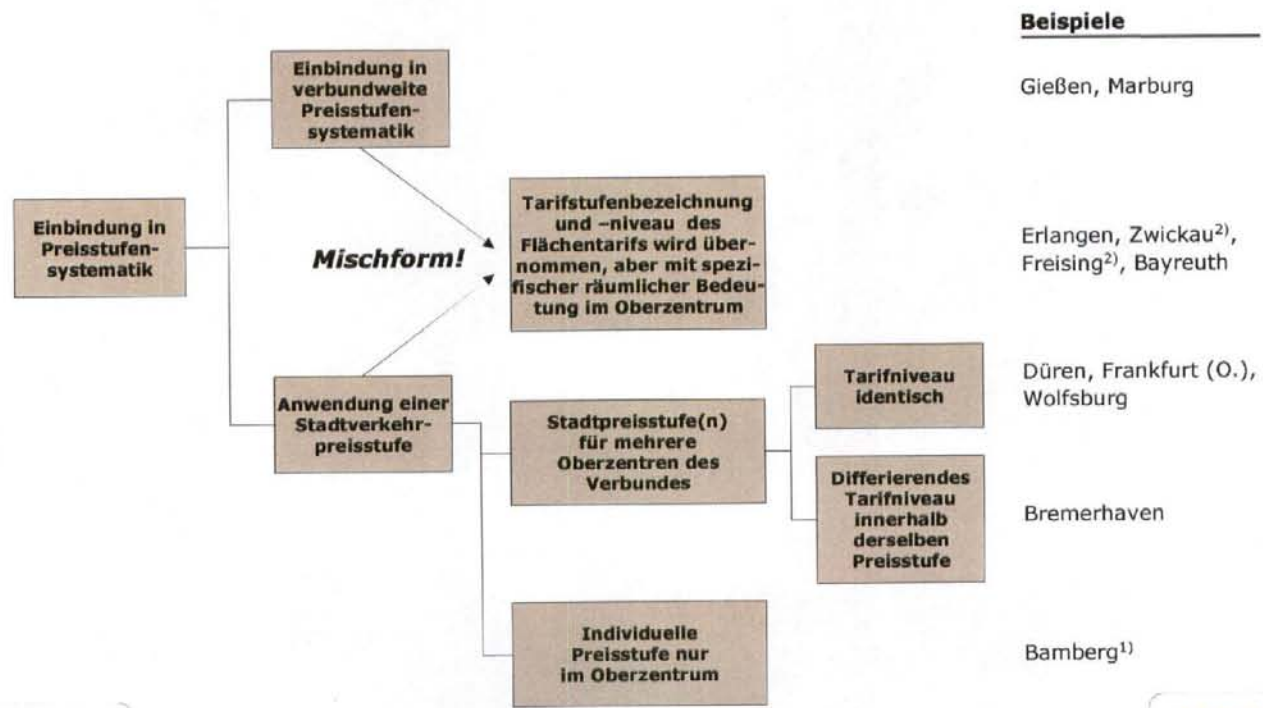 Beispiele
Einbindung in
verbundweite
Preisstufen-
systematik
Gießen, Marburg
Einbindung in
Preisstufen-
systematik
Mischform!
Tarifstufenbezeichnung
und –niveau des
Flächentarifs wird über-
nommen, aber mit spezi-
fischer räumlicher Bedeu-
tung im Oberzentrum
Erlangen, Zwickau²⁾,
Freising²⁾, Bayreuth
Anwendung einer
Stadtverkehr-
preisstufe
Stadtpreisstufe(n)
für mehrere
Oberzentren des
Verbundes
Tarifniveau
identisch
Düren, Frankfurt (O.),
Wolfsburg
Differierendes
Tarifniveau
innerhalb
derselben
Preisstufe
Bremerhaven
Individuelle
Preisstufe nur
im Oberzentrum
Bamberg¹⁾